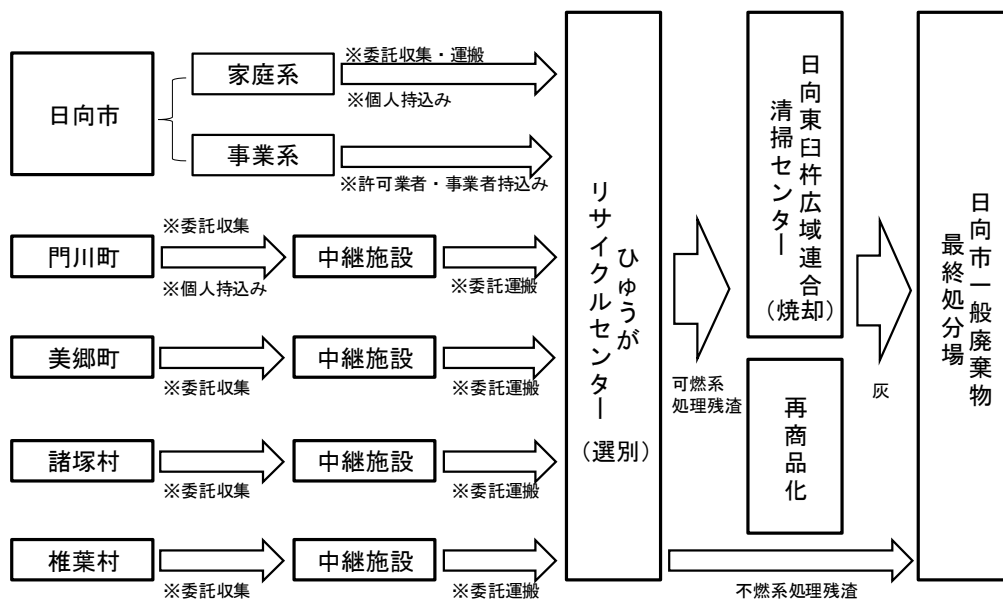 日向市
家庭系
※委託収集・運搬
※個人持込み
事業系
※許可業者・事業者持込み
門川町
※委託収集
※個人持込み
中継施設
※委託運搬
美郷町
※委託収集
中継施設
※委託運搬
諸塚村
※委託収集
中継施設
※委託運搬
椎葉村
※委託収集
中継施設
※委託運搬
ひゅうが
リサイクルセンター
（選別）
可燃系
処理残渣
日向東臼杵広域連合
清掃センター
（焼却）
再商品化
灰
不燃系処理残渣
日向市一般廃棄物
最終処分場